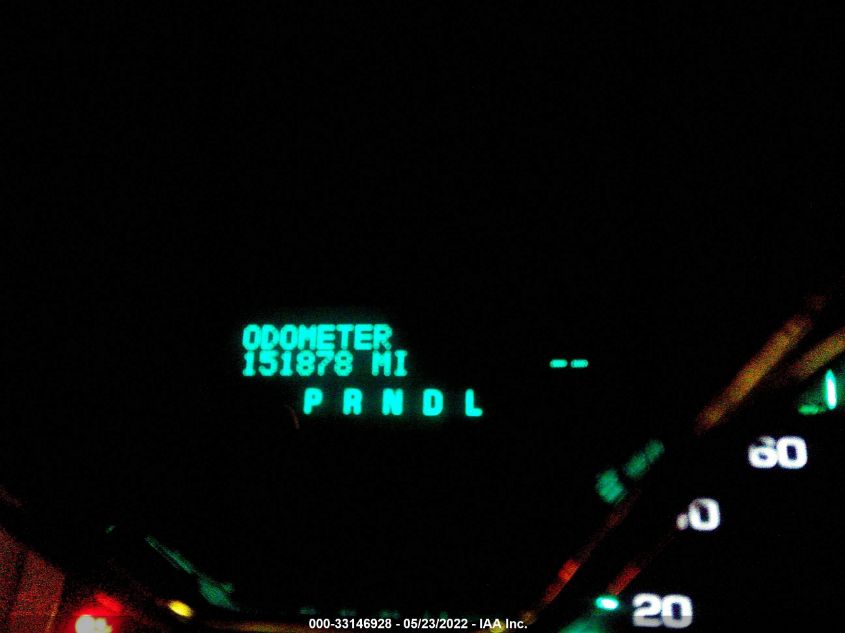 ODOMETER
151878 MI
--
P R N D L
60
20
000-33146928 - 05/23/2022 - IAA Inc.